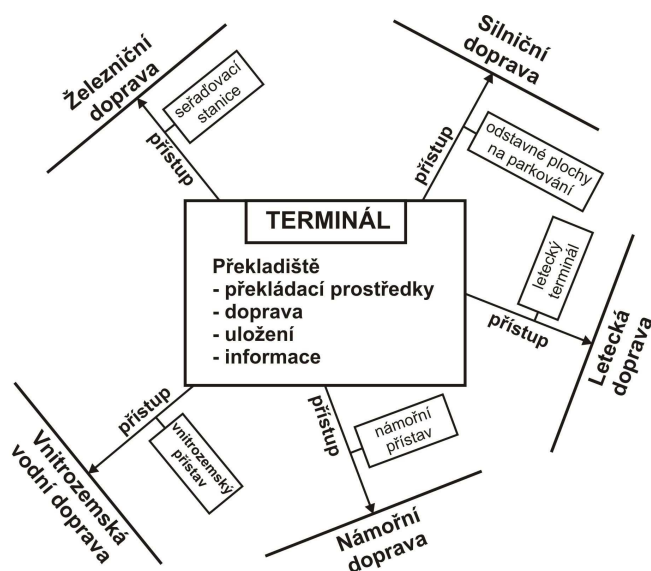 Železniční
doprava
seřaďovací
stanice
přístup
Silniční
doprava
přístup
odstavné plochy
na parkování
TERMINÁL
Překladiště
- překládací prostředky
- doprava
- uložení
- informace
letecký
terminál
přístup
Letecká
doprava
přístup
vnitrozemský
přístav
Vnitrozemská
vodní doprava
přístup
námořní
přístav
Námořní
doprava